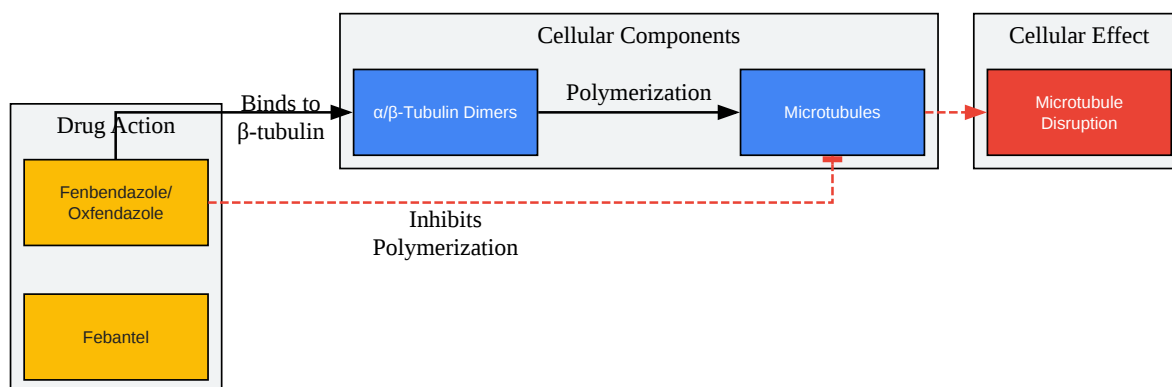 Cellular Components
Cellular Effect
Drug Action
Binds to
β-tubulin
α/β-Tubulin Dimers
Polymerization
Microtubules
Microtubule
Disruption
Fenbendazole/
Oxfendazole
Inhibits
Polymerization
Febantel